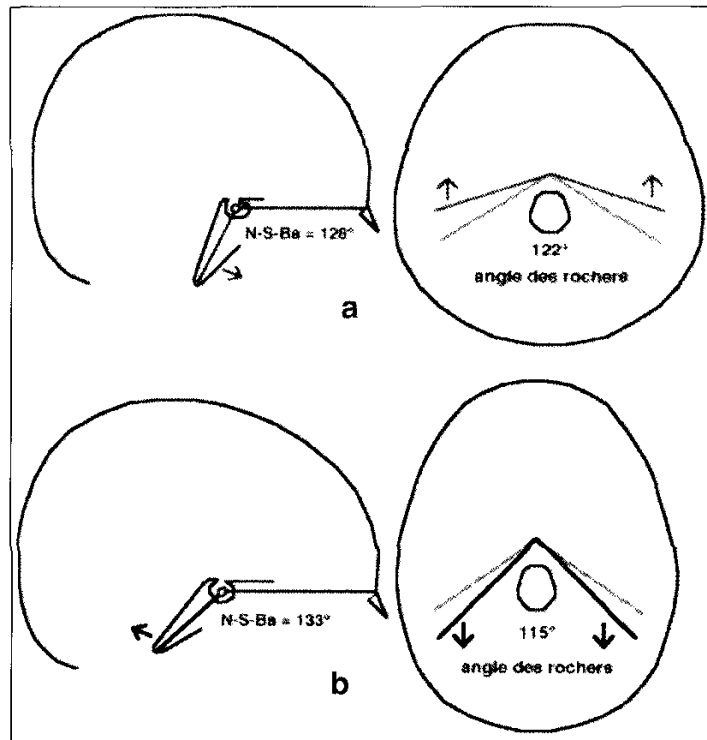 N-S-Ba = 128°
122°
angle des rochers
a
N-S-Ba = 133°
115°
angle des rochers
b